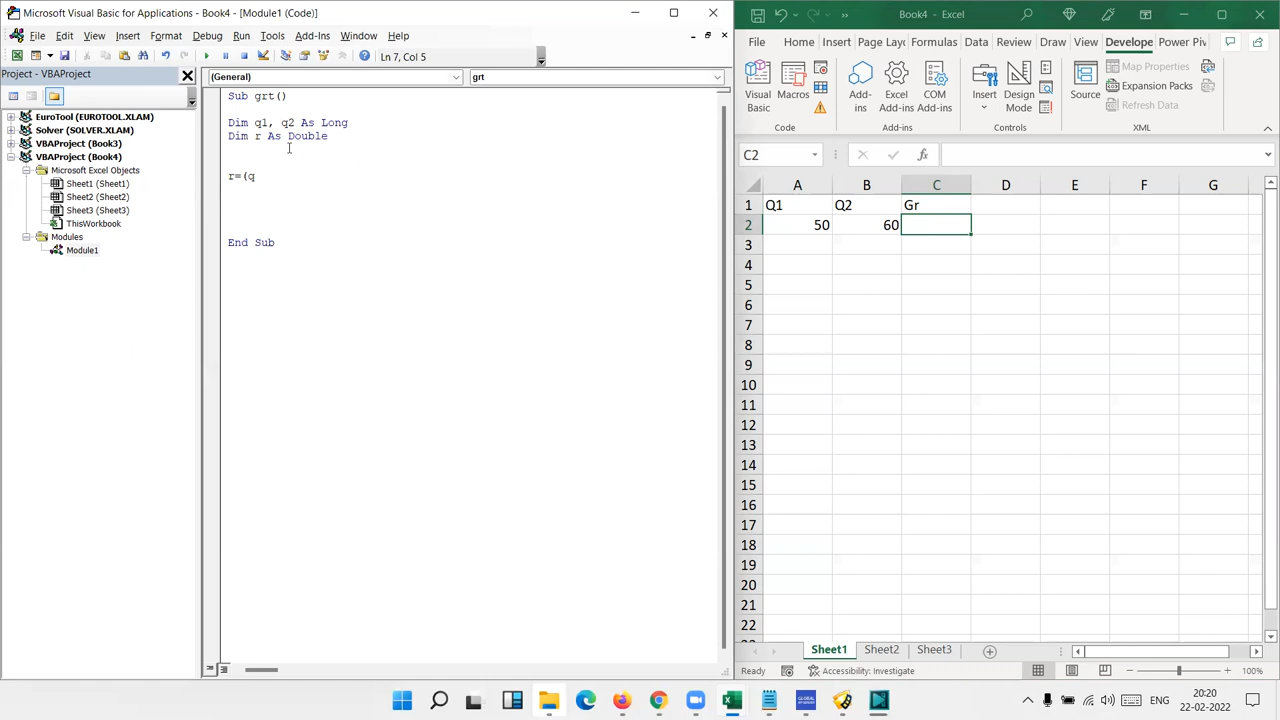 Microsoft Visual Basic for Applications - Book4 - [Module1 (Code)]
File Edit View Insert Format Debug Run Tools Add-Ins Window Help
Ln 7, Col 5
Project - VBAProject
(General)
grt
EuroTool (EUROTOOL.XLAM)
Solver (SOLVER.XLAM)
VBAProject (Book3)
VBAProject (Book4)
Microsoft Excel Objects
Sheet1 (Sheet1)
Sheet2 (Sheet2)
Sheet3 (Sheet3)
ThisWorkbook
Modules
Module1
Sub grt()
Dim q1, q2 As Long
Dim r As Double
r=(q
End Sub
Book4 - Excel
File Home Insert Draw Page Layo Formulas Data Review View Develope Power Piv
Visual Basic
Macros
Code
Add-ins
Excel Add-ins
COM Add-ins
Add-ins
Insert
Design Mode
Controls
Source
Map Properties
Expansion Packs
Refresh Data
XML
C2
fx
A B C D E F G
1 Q1 Q2 Gr
2 50 60
3
4
5
6
7
8
9
10
11
12
13
14
15
16
17
18
19
20
21
22
Sheet1 Sheet2 Sheet3
Ready
Accessibility: Investigate
100%
ENG
20:20
22-02-2022